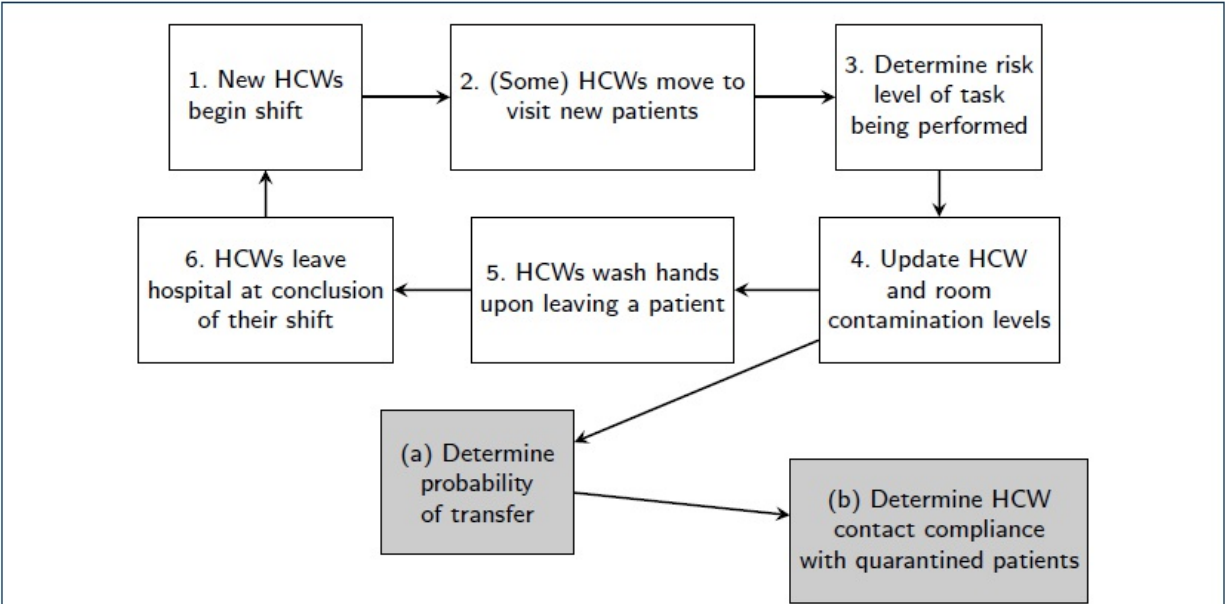 1. New HCWs
begin shift
2. (Some) HCWs move to
visit new patients
3. Determine risk
level of task
being performed
4. Update HCW
and room
contamination levels
5. HCWs wash hands
upon leaving a patient
6. HCWs leave
hospital at conclusion
of their shift
(a) Determine
probability
of transfer
(b) Determine HCW
contact compliance
with quarantined patients